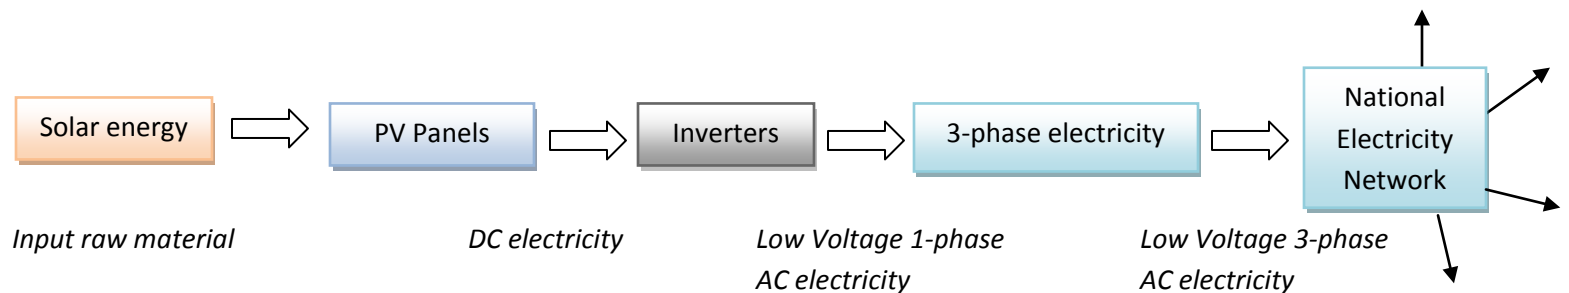 Solar energy
PV Panels
Inverters
3-phase electricity
National
Electricity
Network
Input raw material
DC electricity
Low Voltage 1-phase
AC electricity
Low Voltage 3-phase
AC electricity